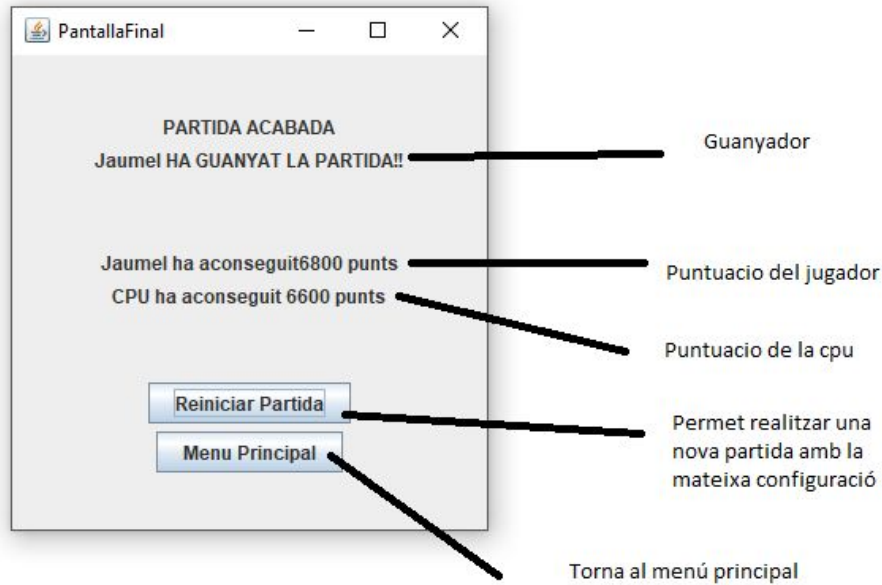 PantallaFinal
PARTIDA ACABADA
Jaumel HA GUANYAT LA PARTIDA!!
Guanyador
Jaumel ha aconseguit6800 punts
Puntuacio del jugador
CPU ha aconseguit 6600 punts
Puntuacio de la cpu
Reiniciar Partida
Permet realitzar una
nova partida amb la
mateixa configuració
Menu Principal
Torna al menú principal